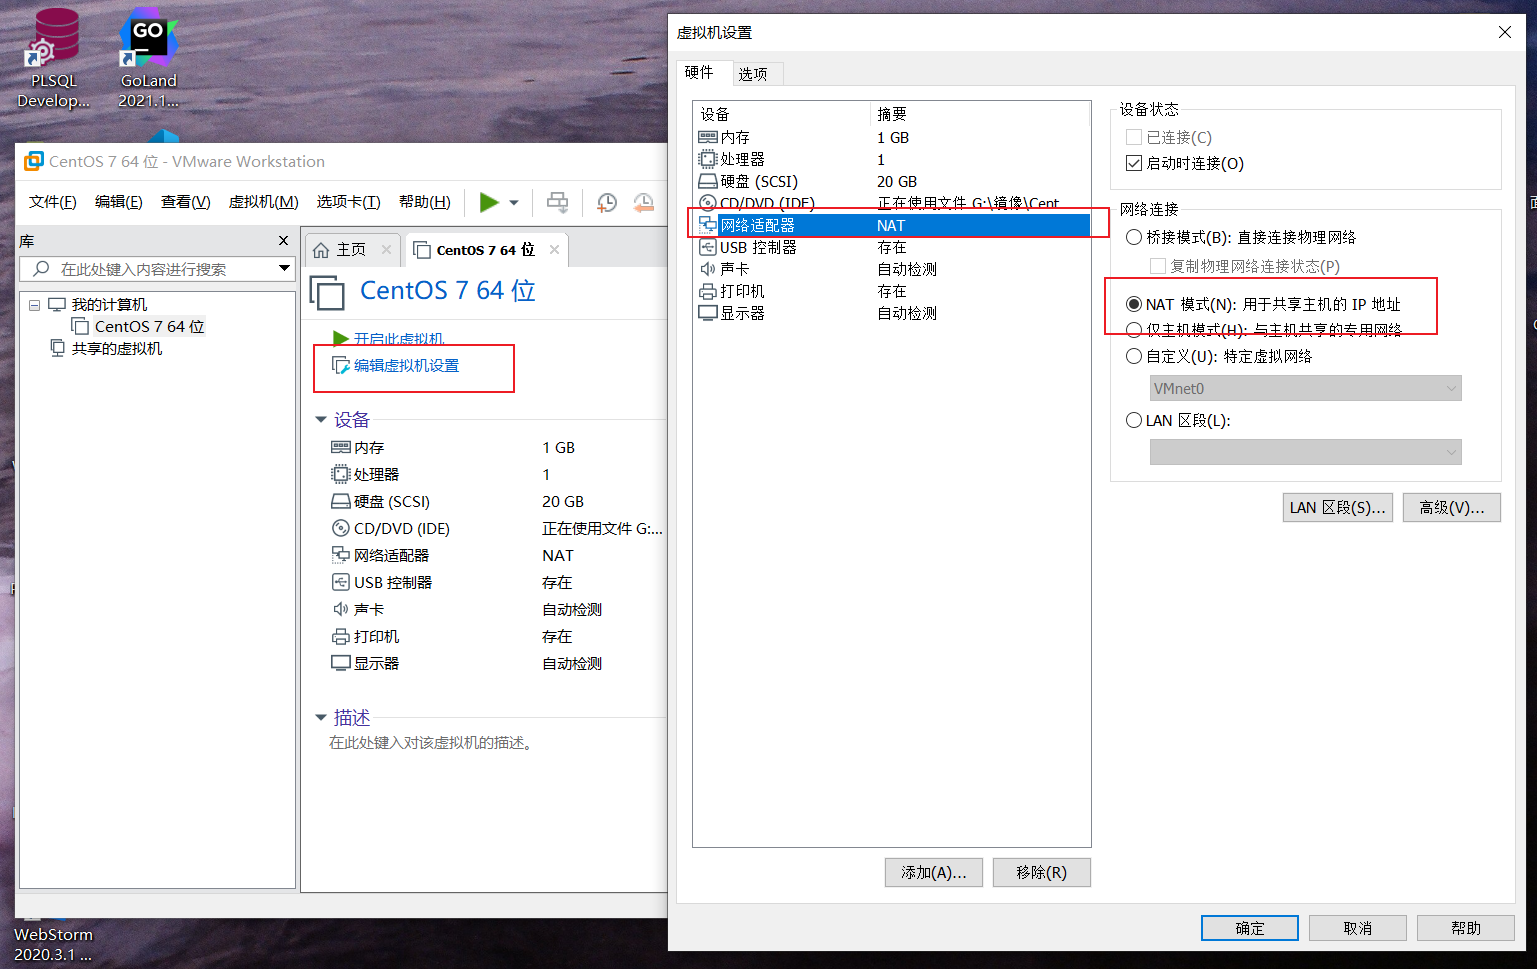 PLSQL
Develop...
GO
GoLand
2021.1...
CentOS 7 64 位 - VMware Workstation
文件(F) 编辑(E) 查看(V) 虚拟机(M) 选项卡(T) 帮助(H)
库
在此处键入内容进行搜索
我的计算机
CentOS 7 64 位
共享的虚拟机
主页
CentOS 7 64 位
CentOS 7 64 位
开启此虚拟机
编辑虚拟机设置
设备
内存 1 GB
处理器 1
硬盘 (SCSI) 20 GB
CD/DVD (IDE) 正在使用文件 G:...
网络适配器 NAT
USB 控制器 存在
声卡 自动检测
打印机 存在
显示器 自动检测
描述
在此处键入对该虚拟机的描述。
WebStorm
2020.3.1 ...
虚拟机设置
硬件 选项
设备 摘要
内存 1 GB
处理器 1
硬盘 (SCSI) 20 GB
CD/DVD (IDE) 正在使用文件 G:\镜像\Cent
网络适配器 NAT
USB 控制器 存在
声卡 自动检测
打印机 存在
显示器 自动检测
添加(A)... 移除(R)
设备状态
已连接(C)
启动时连接(O)
网络连接
桥接模式(B): 直接连接物理网络
复制物理网络连接状态(P)
NAT 模式(N): 用于共享主机的 IP 地址
仅主机模式(H): 与主机共享的专用网络
自定义(U): 特定虚拟网络
VMnet0
LAN 区段(L):
LAN 区段(S)... 高级(V)...
确定 取消 帮助